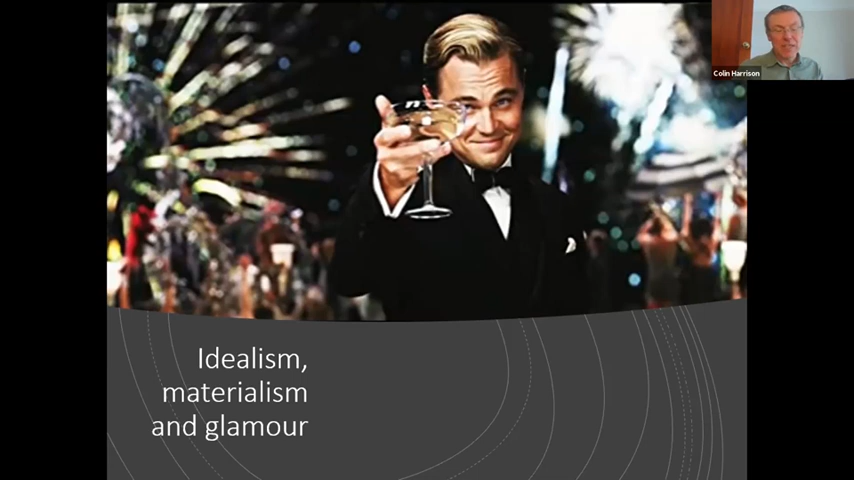 Colin Harrison
Idealism,
materialism
and glamour